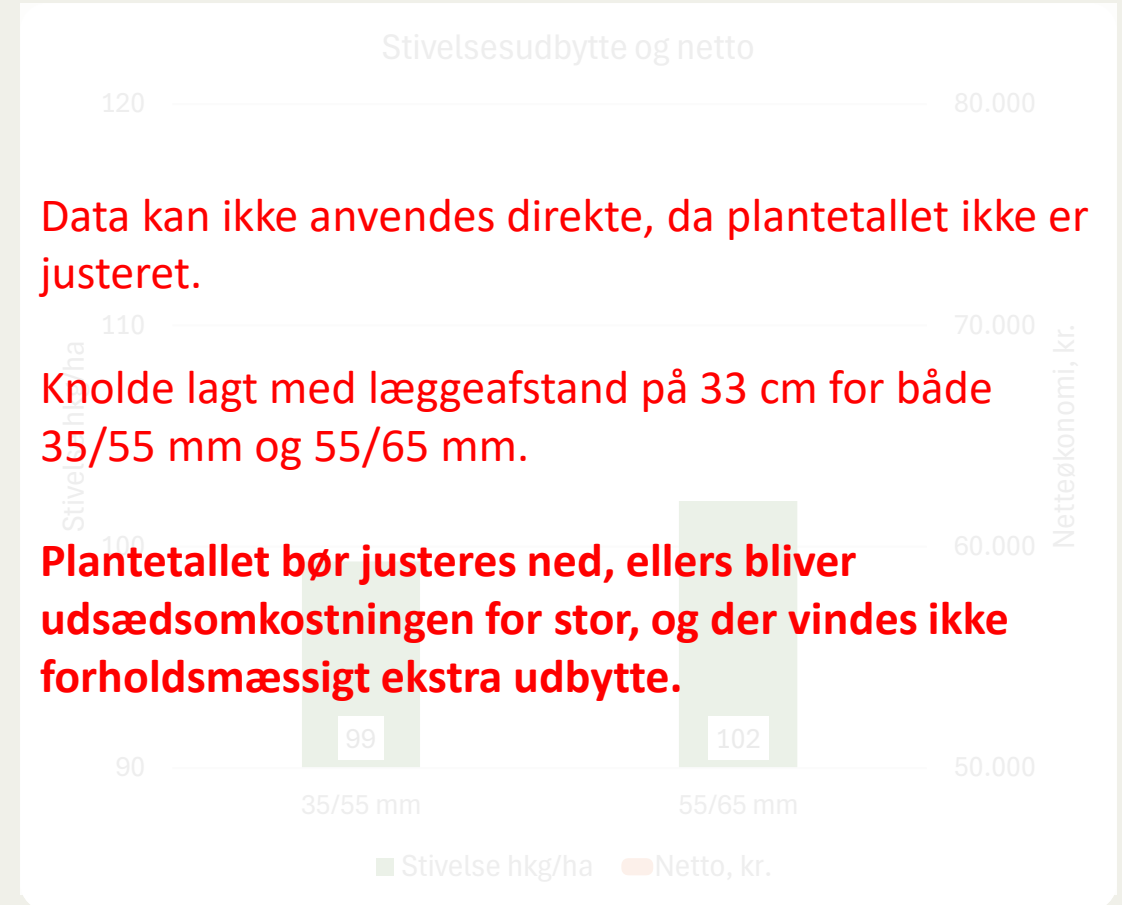 Stivelsesudbytte og netto
120
80.000
Data kan ikke anvendes direkte, da plantetallet ikke er
justeret.
110
70.000
Knolde lagt med læggeafstand på 33 cm for både
35/55 mm og 55/65 mm.
Stivelse hkg/ha
Netteøkonomi, kr.
100
60.000
Plantetallet bør justeres ned, ellers bliver
udsædsomkostningen for stor, og der vindes ikke
forholdsmæssigt ekstra udbytte.
99
102
90
50.000
35/55 mm
55/65 mm
Stivelse hkg/ha
Netto, kr.